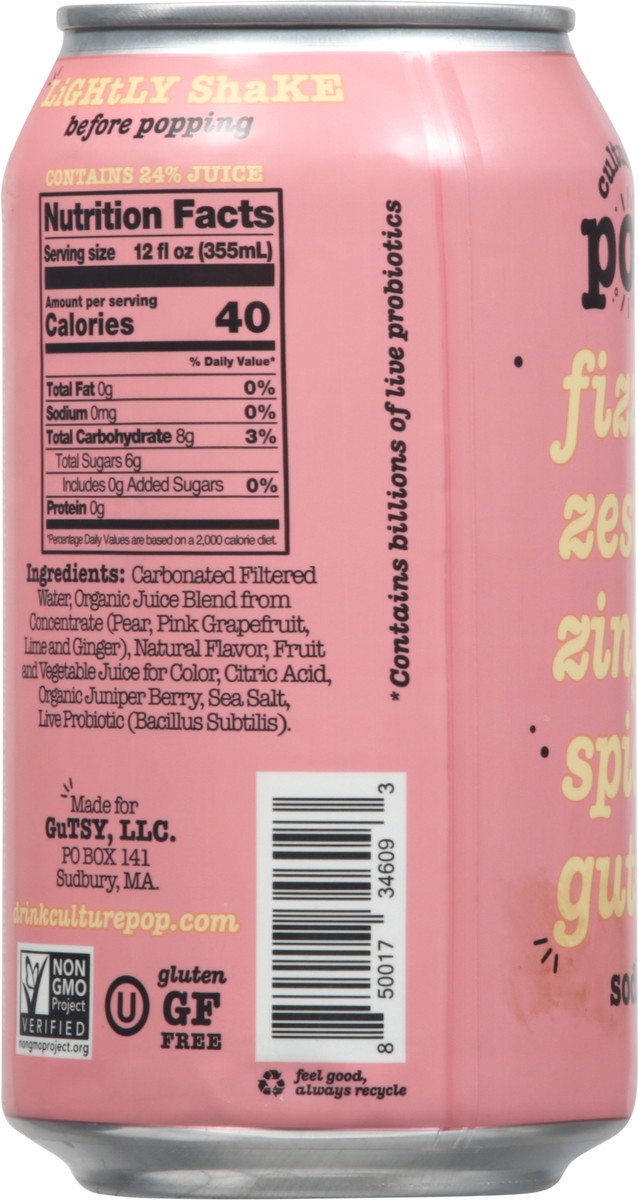 LiGHtLY ShaKE
before popping
CONTAINS 24% JUICE
Nutrition Facts
Serving size 12 fl oz (355mL)
Amount per serving
Calories 40
% Daily Value*
Total Fat 0g 0%
Sodium 0mg 0%
Total Carbohydrate 8g 3%
Total Sugars 6g
Includes 0g Added Sugars 0%
Protein 0g
*Percentage Daily Values are based on a 2,000 calorie diet.
Ingredients: Carbonated Filtered
Water, Organic Juice Blend from
Concentrate (Pear, Pink Grapefruit,
Lime and Ginger), Natural Flavor, Fruit
and Vegetable Juice for Color, Citric Acid,
Organic Juniper Berry, Sea Salt,
Live Probiotic (Bacillus Subtilis).
Made for
GuTSY, LLC.
PO BOX 141
Sudbury, MA.
drinkculturepop.com
NON
GMO
Project
VERIFIED
nongmoproject.org
U
gluten
GF
FREE
8 50017 34609 3
feel good,
always recycle
*Contains billions of live probiotics